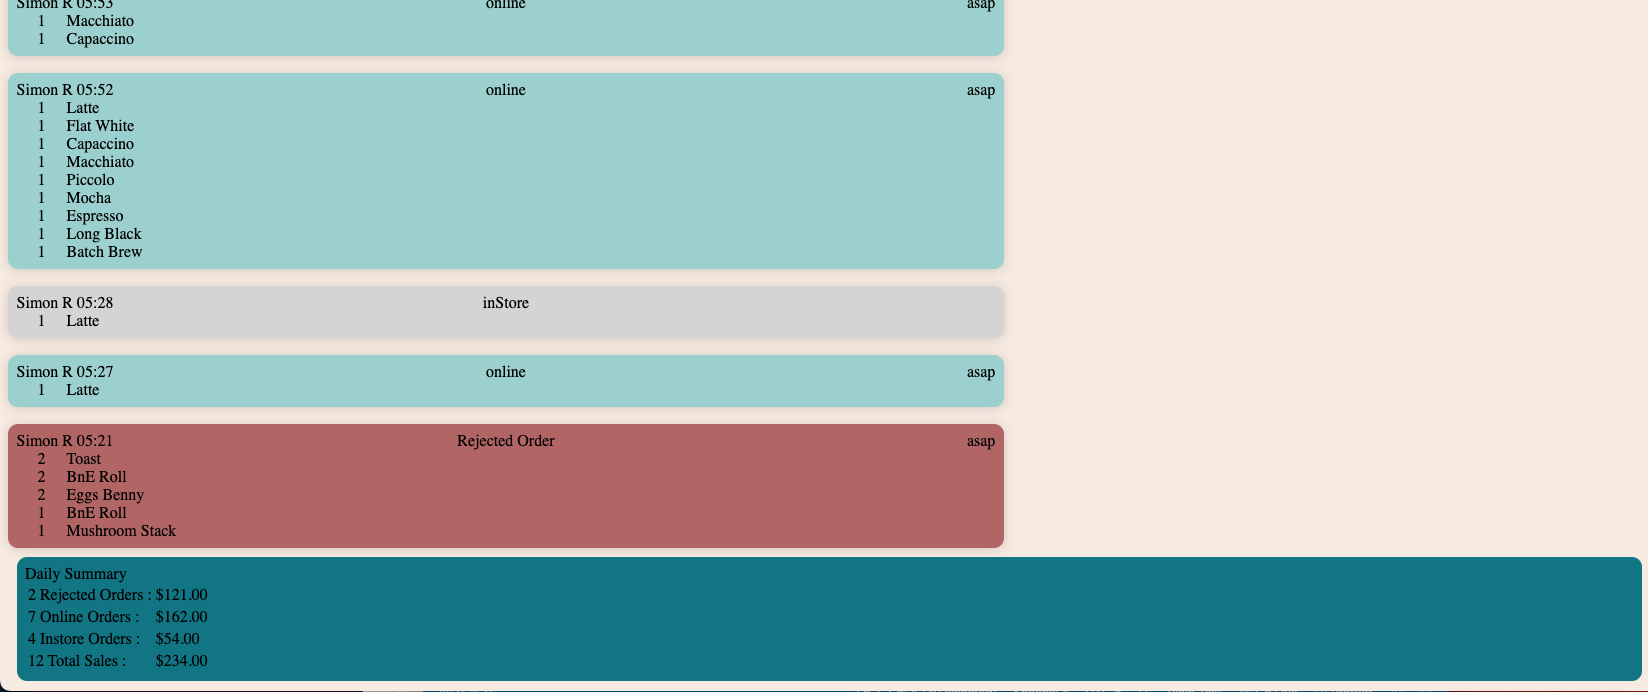 Simon R 05:53 online asap
1 Macchiato
1 Capaccino
Simon R 05:52 online asap
1 Latte
1 Flat White
1 Capaccino
1 Macchiato
1 Piccolo
1 Mocha
1 Espresso
1 Long Black
1 Batch Brew
Simon R 05:28 inStore
1 Latte
Simon R 05:27 online asap
1 Latte
Simon R 05:21 Rejected Order asap
2 Toast
2 BnE Roll
2 Eggs Benny
1 BnE Roll
1 Mushroom Stack
Daily Summary
2 Rejected Orders : $121.00
7 Online Orders : $162.00
4 Instore Orders : $54.00
12 Total Sales : $234.00